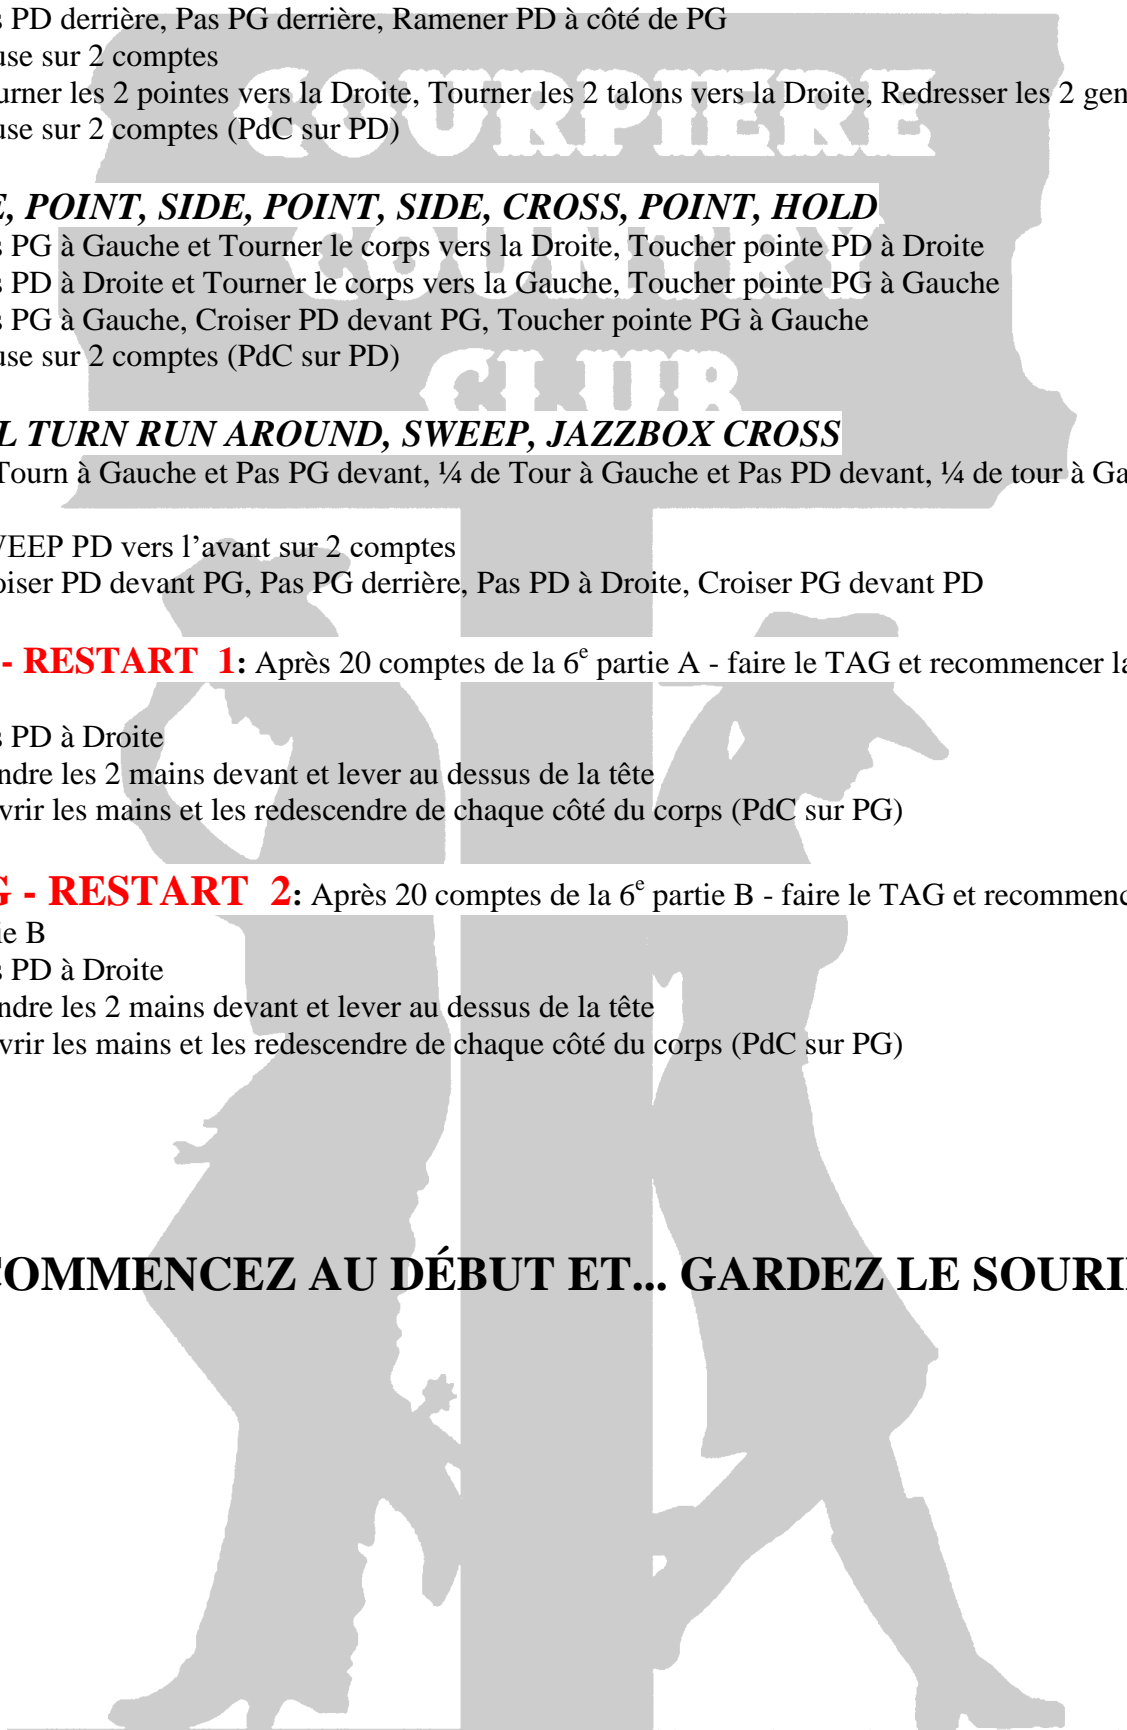 s PD derrière, Pas PG derrière, Ramener PD à côté de PG
use sur 2 comptes
urner les 2 pointes vers la Droite, Tourner les 2 talons vers la Droite, Redresser les 2 gen
use sur 2 comptes (PdC sur PD)
COURPIERE
E, POINT, SIDE, POINT, SIDE, CROSS, POINT, HOLD
s PG à Gauche et Tourner le corps vers la Droite, Toucher pointe PD à Droite
COUNTRY
s PD à Droite et Tourner le corps vers la Gauche, Toucher pointe PG à Gauche
s PG à Gauche, Croiser PD devant PG, Toucher pointe PG à Gauche
use sur 2 comptes (PdC sur PD)
CLUB
L TURN RUN AROUND, SWEEP, JAZZBOX CROSS
Tourn à Gauche et Pas PG devant, ¼ de Tour à Gauche et Pas PD devant, ¼ de tour à Ga
VEEP PD vers l’avant sur 2 comptes
oiser PD devant PG, Pas PG derrière, Pas PD à Droite, Croiser PG devant PD
- RESTART 1: Après 20 comptes de la 6e partie A - faire le TAG et recommencer la
s PD à Droite
ndre les 2 mains devant et lever au dessus de la tête
vrir les mains et les redescendre de chaque côté du corps (PdC sur PG)
G - RESTART 2: Après 20 comptes de la 6e partie B - faire le TAG et recommenc
ie B
s PD à Droite
ndre les 2 mains devant et lever au dessus de la tête
vrir les mains et les redescendre de chaque côté du corps (PdC sur PG)
COMMENCEZ AU DÉBUT ET... GARDEZ LE SOURI